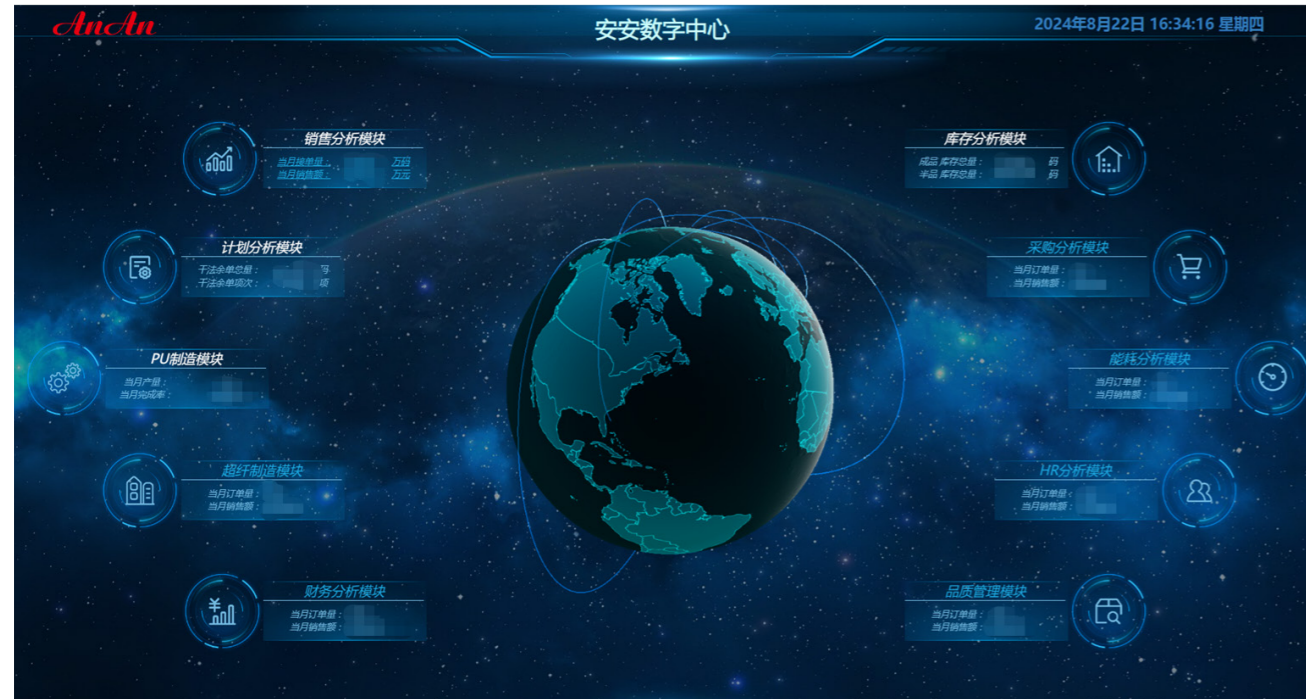 AnAn
安安数字中心
2024年8月22日 16:34:16 星期四
销售分析模块
当月接单量： 万码
当月销售额： 万元
计划分析模块
干法余单总量：
干法余单项次： 项
PU制造模块
当月产量：
当月完成率：
超纤制造模块
当月订单量：
当月销售额：
财务分析模块
当月订单量：
当月销售额：
库存分析模块
成品 库存总量： 码
半品 库存总量： 码
采购分析模块
当月订单量：
当月销售额：
能耗分析模块
当月订单量：
当月销售额：
HR分析模块
当月订单量：
当月销售额：
品质管理模块
当月订单量：
当月销售额：